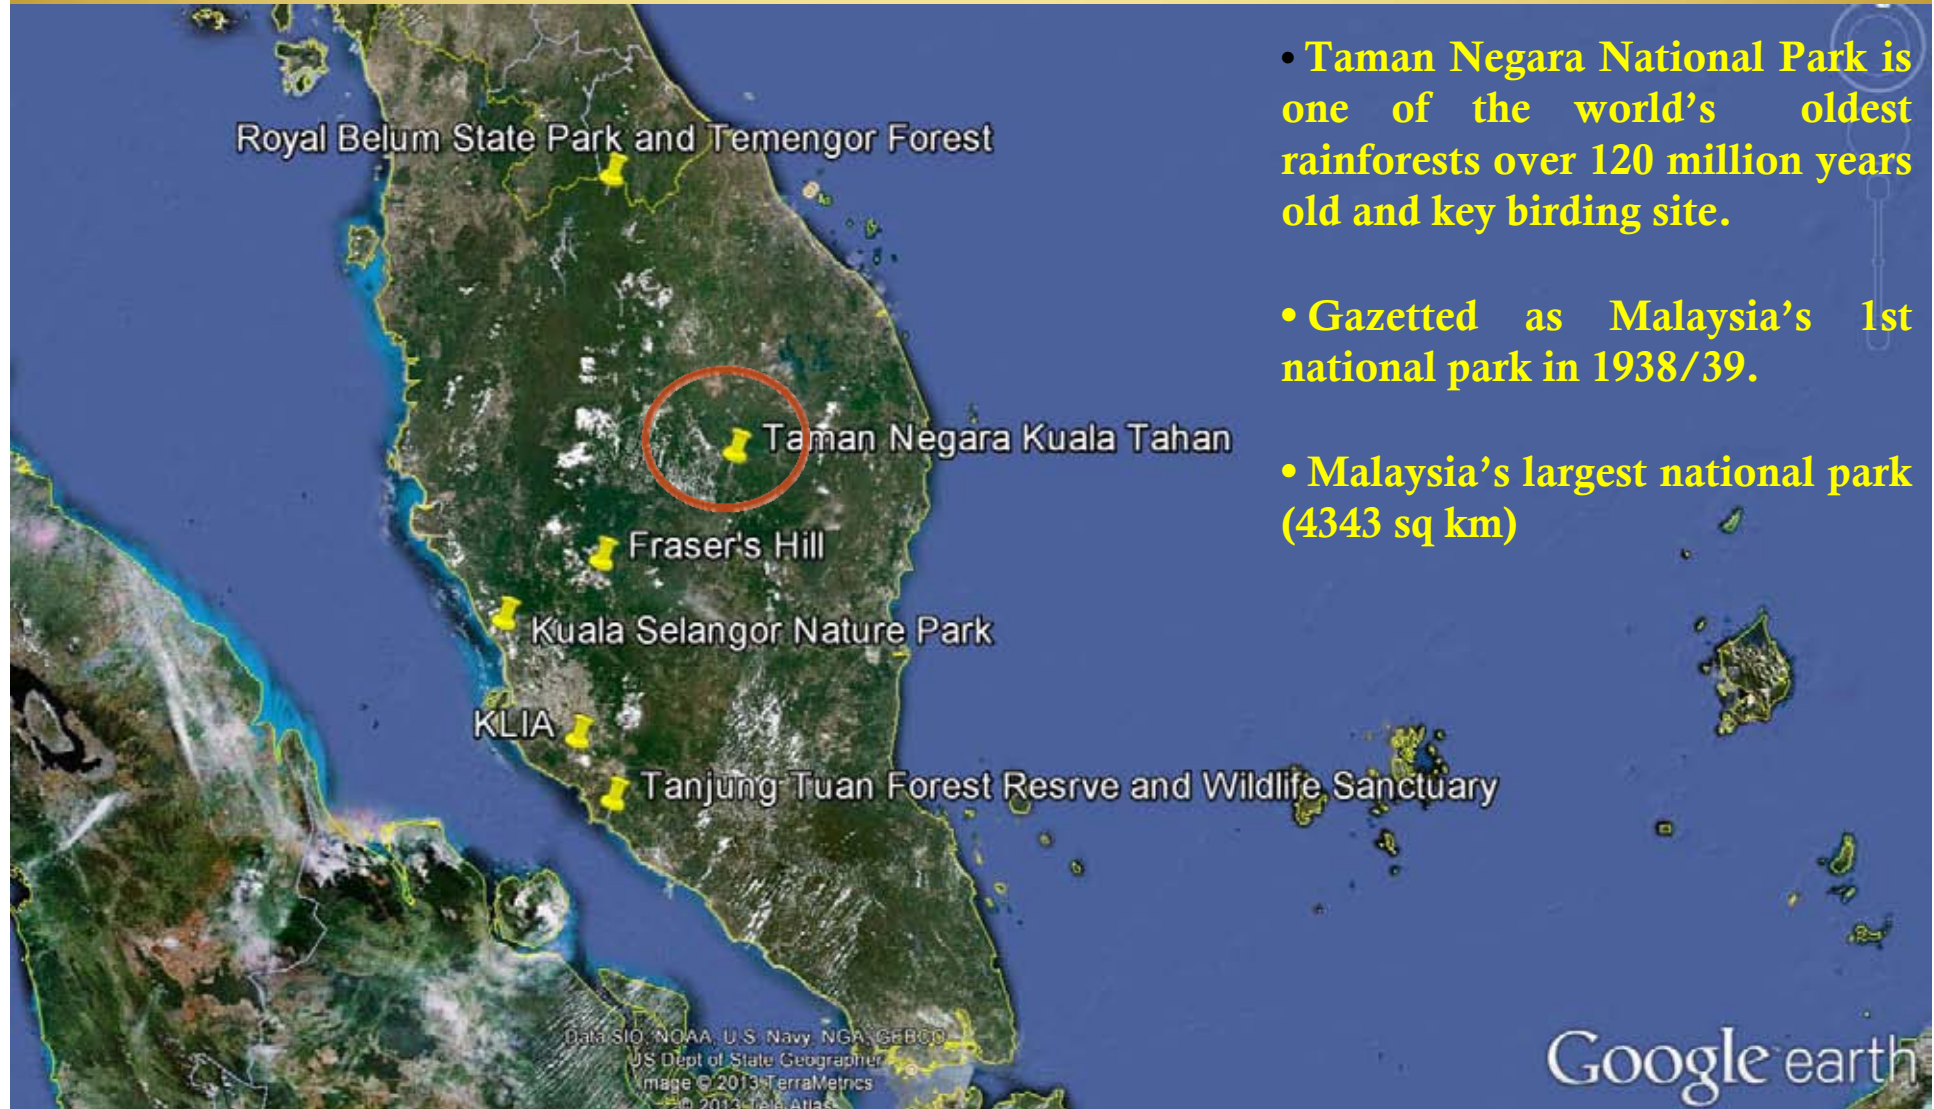 • Taman Negara National Park is
one of the world’s oldest
rainforests over 120 million years
old and key birding site.
• Gazetted as Malaysia’s 1st
national park in 1938/39.
• Malaysia’s largest national park
(4343 sq km)
Royal Belum State Park and Temengor Forest
Taman Negara Kuala Tahan
Fraser's Hill
Kuala Selangor Nature Park
KLIA
Tanjung Tuan Forest Resrve and Wildlife Sanctuary
Data SIO, NOAA, U.S. Navy, NGA, GEBCO
US Dept of State Geographer
Image © 2013 TerraMetrics
© 2013 Tele Atlas
Google earth